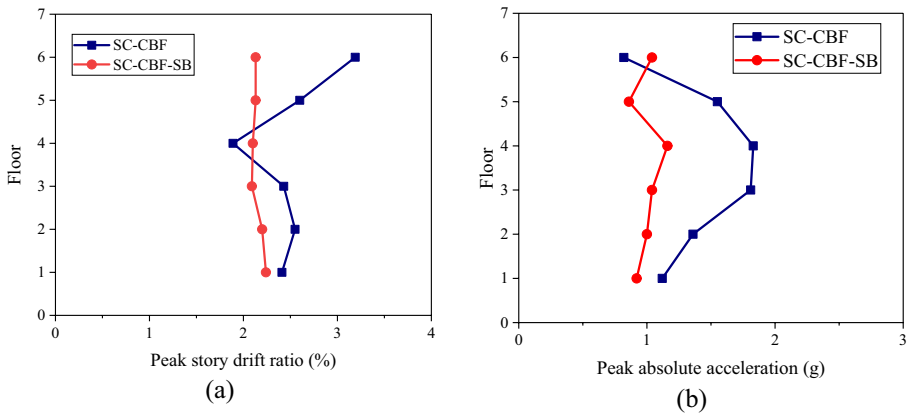 7
6
5
4
3
2
1
0
Floor
SC-CBF
SC-CBF-SB
0 1 2 3 4
Peak story drift ratio (%)
(a)
7
6
5
4
3
2
1
0
Floor
SC-CBF
SC-CBF-SB
0 1 2 3
Peak absolute acceleration (g)
(b)